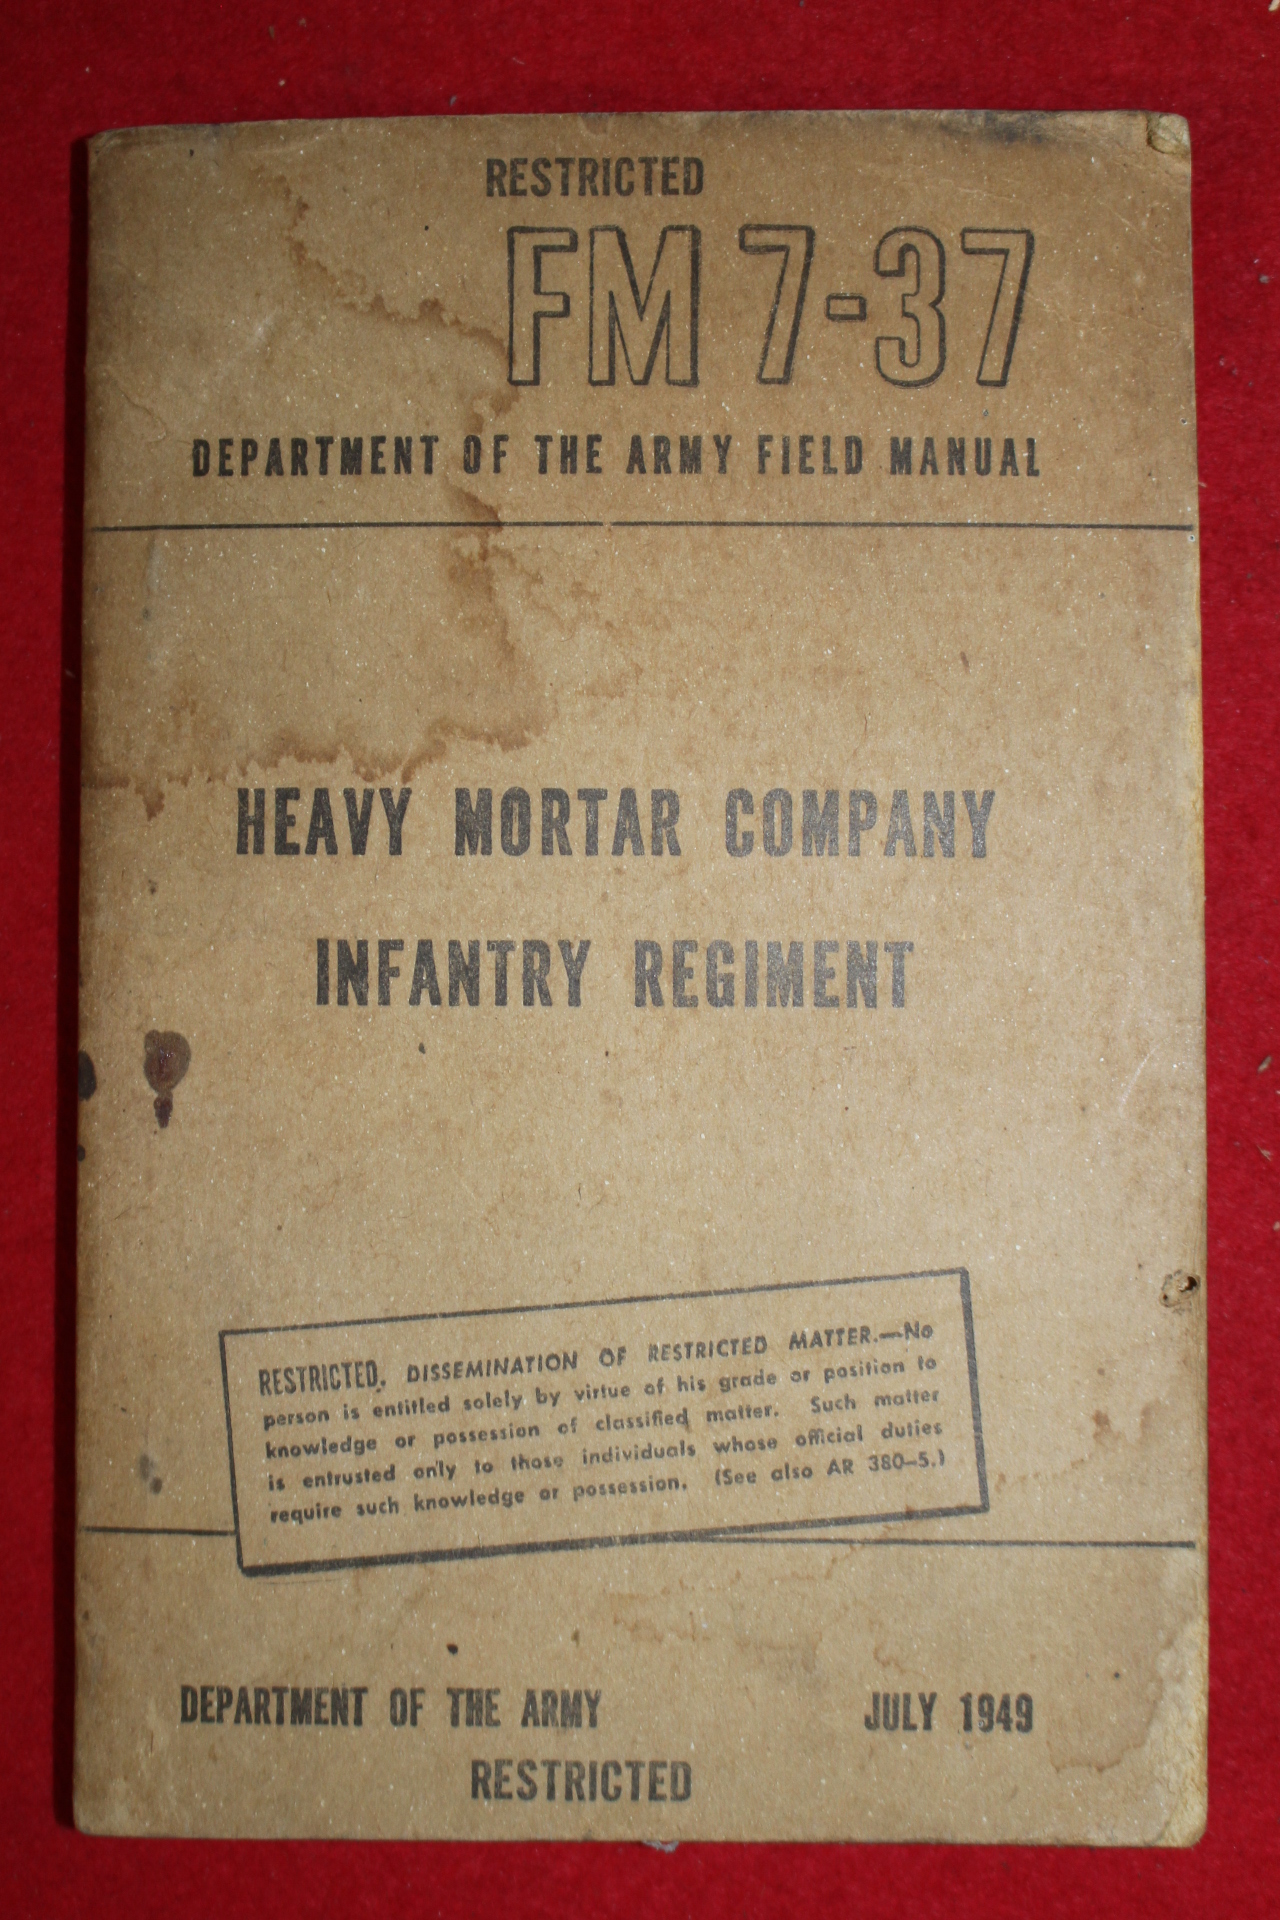 RESTRICTED
FM 7-37
DEPARTMENT OF THE ARMY FIELD MANUAL
HEAVY MORTAR COMPANY
INFANTRY REGIMENT
RESTRICTED. DISSEMINATION OF RESTRICTED MATTER.—No
person is entitled solely by virtue of his grade or position to
knowledge or possession of classified matter. Such matter
is entrusted only to those individuals whose official duties
require such knowledge or possession. (See also AR 380-5.)
DEPARTMENT OF THE ARMY JULY 1949
RESTRICTED